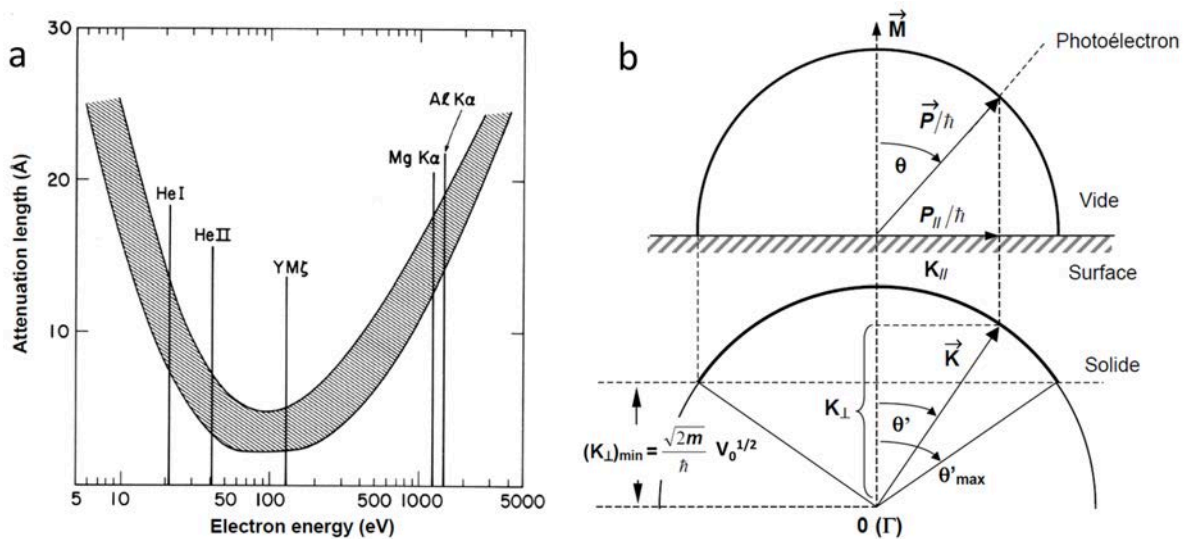 a
30
20
10
Attenuation length (Å)
He I
He II
Y Mζ
Mg Kα
Aℓ Kα
5 10 50 100 500 1000 5000
Electron energy (eV)
b
M
Photoélectron
P/ħ
θ
P//​/ħ
Vide
K//
Surface
K
Solide
K⊥
θ'
(K⊥)min = √2m/ħ V₀^1/2
θ'max
0 (Γ)